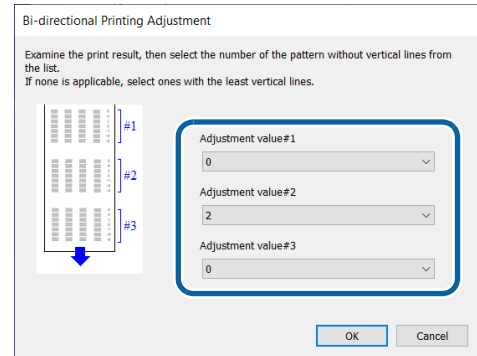 Bi-directional Printing Adjustment
Examine the print result, then select the number of the pattern without vertical lines from
the list.
If none is applicable, select ones with the least vertical lines.
#1
#2
#3
Adjustment value#1
0
Adjustment value#2
2
Adjustment value#3
0
OK
Cancel